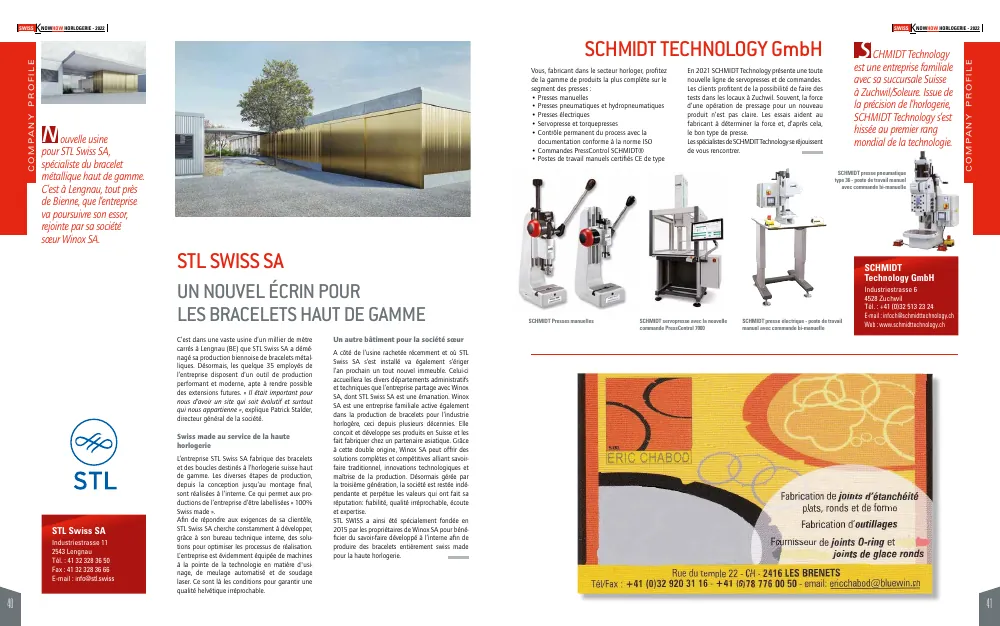 SWISS KNOWHOW HORLOGERIE - 2022
COMPANY PROFILE
Nouvelle usine
pour STL Swiss SA,
spécialiste du bracelet
métallique haut de gamme.
C'est à Lengnau, tout près
de Bienne, que l'entreprise
va poursuivre son essor,
rejointe par sa société
sœur Winox SA.
STL
STL Swiss SA
Industriestrasse 11
2543 Lengnau
Tél. : 41 32 328 36 50
Fax : 41 32 328 36 66
E-mail : info@stl.swiss
40
STL SWISS SA
UN NOUVEL ÉCRIN POUR
LES BRACELETS HAUT DE GAMME
C'est dans une vaste usine d'un millier de mètre
carrés à Lengnau (BE) que STL Swiss SA a démé-
nagé sa production biennoise de bracelets métal-
liques. Désormais, les quelque 35 employés de
l'entreprise disposent d'un outil de production
performant et moderne, apte à rendre possible
des extensions futures. « Il était important pour
nous d'avoir un site qui soit évolutif et surtout
qui nous appartienne », explique Patrick Stalder,
directeur général de la société.
Swiss made au service de la haute
horlogerie
L'entreprise STL Swiss SA fabrique des bracelets
et des boucles destinés à l'horlogerie suisse haut
de gamme. Les diverses étapes de production,
depuis la conception jusqu'au montage final,
sont réalisées à l'interne. Ce qui permet aux pro-
ductions de l'entreprise d'être labellisées « 100%
Swiss made ».
Afin de répondre aux exigences de sa clientèle,
STL Swiss SA cherche constamment à développer,
grâce à son bureau technique interne, des solu-
tions pour optimiser les processus de réalisation.
L'entreprise est évidemment équipée de machines
à la pointe de la technologie en matière d'usi-
nage, de meulage automatisé et de soudage
laser. Ce sont là les conditions pour garantir une
qualité helvétique irréprochable.
Un autre bâtiment pour la société sœur
A côté de l'usine rachetée récemment et où STL
Swiss SA s'est installé va également s'ériger
l'an prochain un tout nouvel immeuble. Celui-ci
accueillera les divers départements administratifs
et techniques que l'entreprise partage avec Winox
SA, dont STL Swiss SA est une émanation. Winox
SA est une entreprise familiale active également
dans la production de bracelets pour l'industrie
horlogère, ceci depuis plusieurs décennies. Elle
conçoit et développe ses produits en Suisse et les
fait fabriquer chez un partenaire asiatique. Grâce
à cette double origine, Winox SA peut offrir des
solutions complètes et compétitives alliant savoir-
faire traditionnel, innovations technologiques et
maîtrise de la production. Désormais gérée par
la troisième génération, la société est restée indé-
pendante et perpétue les valeurs qui ont fait sa
réputation: fiabilité, qualité irréprochable, écoute
et expertise.
STL SWISS a ainsi été spécialement fondée en
2015 par les propriétaires de Winox SA pour béné-
ficier du savoir-faire développé à l'interne afin de
produire des bracelets entièrement swiss made
pour la haute horlogerie.
SWISS KNOWHOW HORLOGERIE - 2022
SCHMIDT TECHNOLOGY GmbH
Vous, fabricant dans le secteur horloger, profitez
de la gamme de produits la plus complète sur le
segment des presses :
• Presses manuelles
• Presses pneumatiques et hydropneumatiques
• Presses électriques
• Servopresse et torquepresses
• Contrôle permanent du process avec la
documentation conforme à la norme ISO
• Commandes PressControl SCHMIDT®
• Postes de travail manuels certifiés CE de type
En 2021 SCHMIDT Technology présente une toute
nouvelle ligne de servopresses et de commandes.
Les clients profitent de la possibilité de faire des
tests dans les locaux à Zuchwil. Souvent, la force
d'une opération de pressage pour un nouveau
produit n'est pas claire. Les essais aident au
fabricant à déterminer la force et, d'après cela,
le bon type de presse.
Les spécialistes de SCHMIDT Technology se réjouissent
de vous rencontrer.
SCHMIDT Technology
est une entreprise familiale
avec sa succursale Suisse
à Zuchwil/Soleure. Issue de
la précision de l'horlogerie,
SCHMIDT Technology s'est
hissée au premier rang
mondial de la technologie.
COMPANY PROFILE
SCHMIDT presse pneumatique
type 36 - poste de travail manuel
avec commande bi-manuelle
SCHMIDT Presses manuelles
SCHMIDT servopresse avec la nouvelle
commande PressControl 7000
SCHMIDT presse électrique - poste de travail
manuel avec commande bi-manuelle
SCHMIDT
Technology GmbH
Industriestrasse 6
4528 Zuchwil
Tél. : +41 (0)32 513 23 24
E-mail : infoch@schmidttechnology.ch
Web : www.schmidttechnology.ch
ERIC CHABOD
Fabrication de joints d'étanchéité
plats, ronds et de forme
Fabrication d'outillages
Fournisseur de joints O-ring et
joints de glace ronds
Rue du temple 22 - CH - 2416 LES BRENETS
Tél/Fax : +41 (0)32 920 31 16 - +41 (0)78 776 00 50 - email: ericchabod@bluewin.ch
41